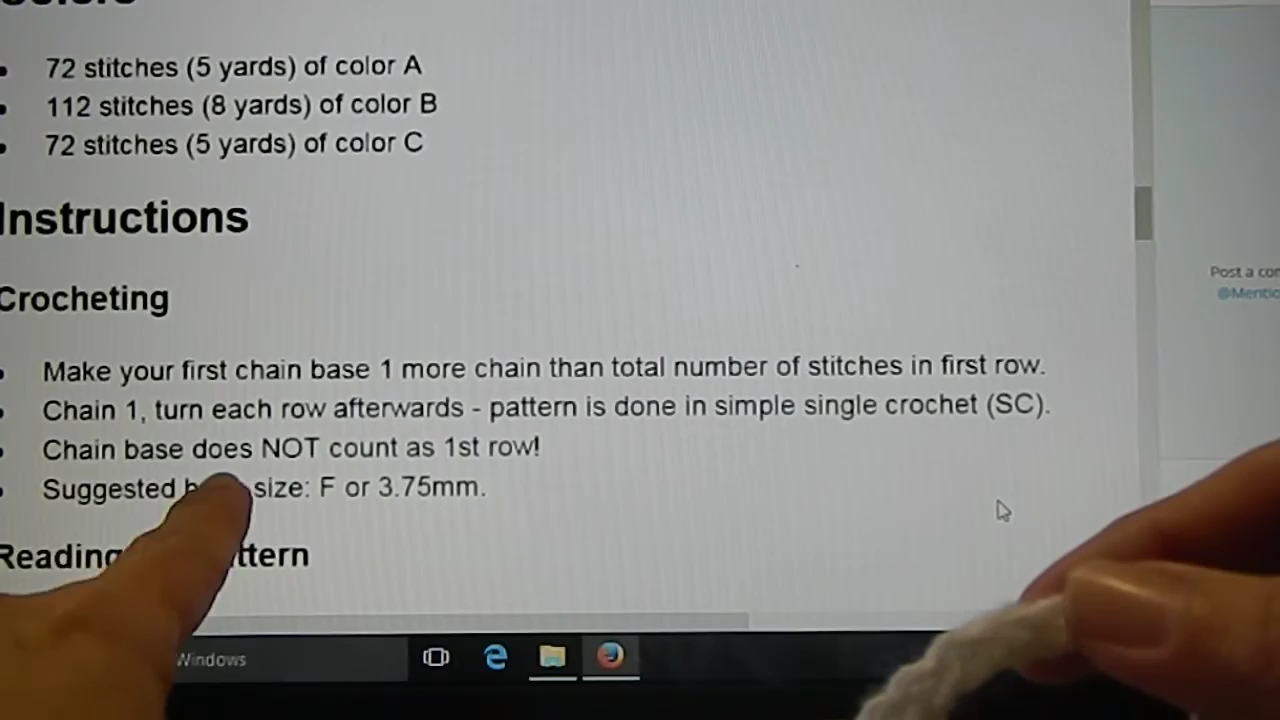 Colors
72 stitches (5 yards) of color A
112 stitches (8 yards) of color B
72 stitches (5 yards) of color C
Instructions
Crocheting
Make your first chain base 1 more chain than total number of stitches in first row.
Chain 1, turn each row afterwards - pattern is done in simple single crochet (SC).
Chain base does NOT count as 1st row!
Suggested size: F or 3.75mm.
Reading
Post a
Windows